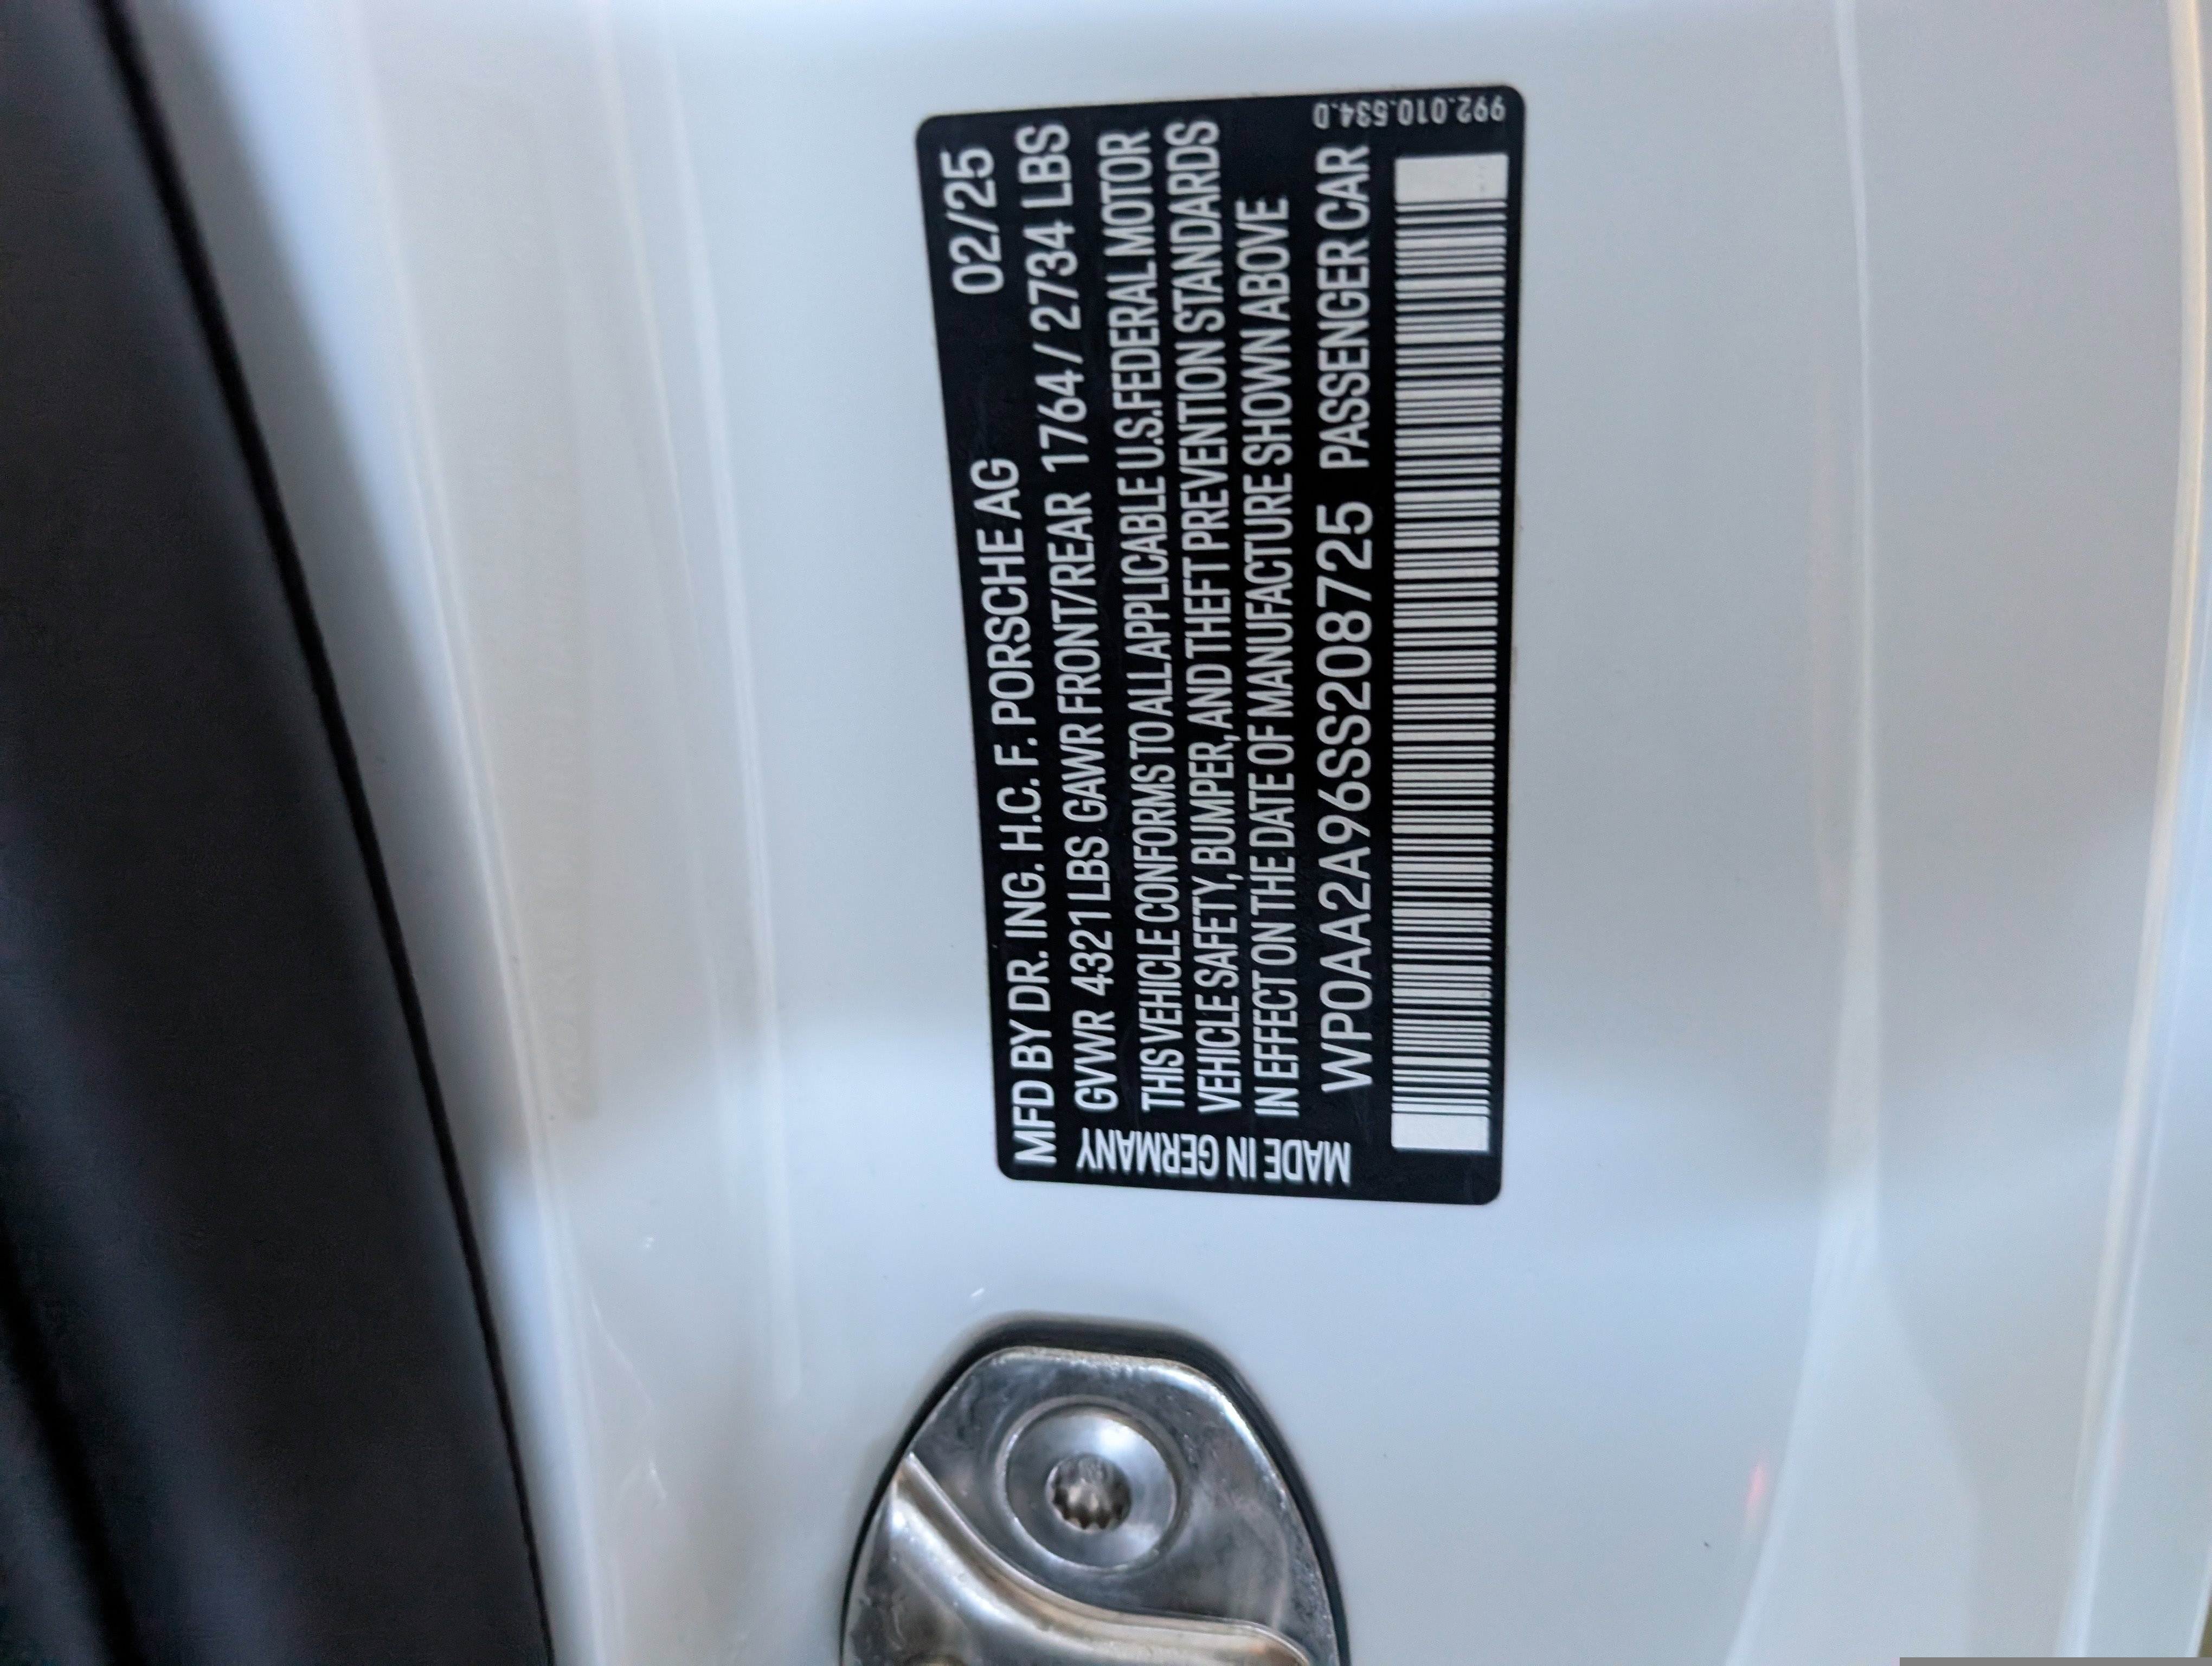 MFD BY DR. ING. H.C. F. PORSCHE AG 02/25
GVWR 4321LBS GAWR FRONT/REAR 1764 / 2734 LBS
THIS VEHICLE CONFORMS TO ALL APPLICABLE U.S.FEDERAL MOTOR
VEHICLE SAFETY, BUMPER, AND THEFT PREVENTION STANDARDS
IN EFFECT ON THE DATE OF MANUFACTURE SHOWN ABOVE
WP0AA2A96SS208725 PASSENGER CAR
MADE IN GERMANY
992.010.534.D